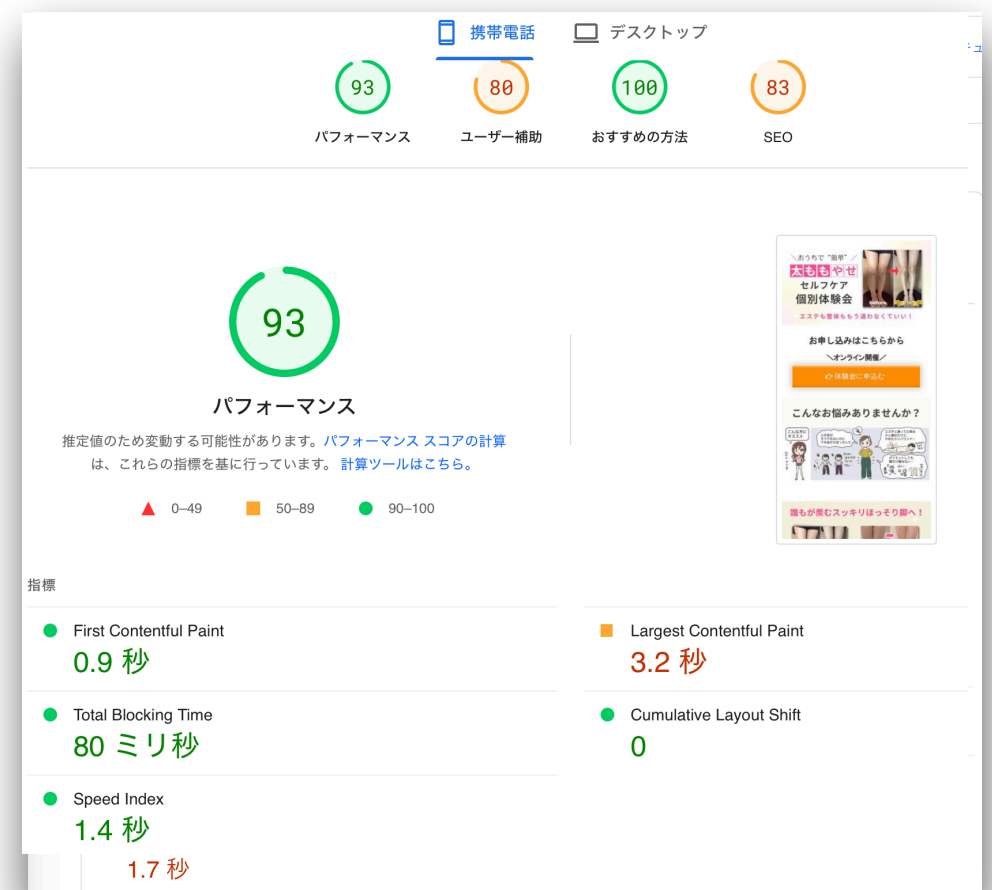 携帯電話
デスクトップ
93
80
100
83
パフォーマンス
ユーザー補助
おすすめの方法
SEO
＼おうちで "簡単" ／
太ももやせ
セルフケア
個別体験会
エステも整体ももう通わなくていい！
お申し込みはこちらから
＼オンライン開催／
体験会に申込む
こんなお悩みありませんか？
誰もが羨むスッキリほっそり脚へ！
93
パフォーマンス
推定値のため変動する可能性があります。パフォーマンス スコアの計算
は、これらの指標を基に行っています。 計算ツールはこちら。
0–49
50–89
90–100
指標
First Contentful Paint
0.9 秒
Largest Contentful Paint
3.2 秒
Total Blocking Time
80 ミリ秒
Cumulative Layout Shift
0
Speed Index
1.4 秒
1.7 秒